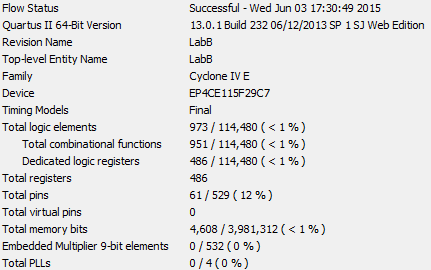 Flow Status Successful - Wed Jun 03 17:30:49 2015
Quartus II 64-Bit Version 13.0.1 Build 232 06/12/2013 SP 1 SJ Web Edition
Revision Name LabB
Top-level Entity Name LabB
Family Cyclone IV E
Device EP4CE115F29C7
Timing Models Final
Total logic elements 973 / 114,480 ( < 1 % )
Total combinational functions 951 / 114,480 ( < 1 % )
Dedicated logic registers 486 / 114,480 ( < 1 % )
Total registers 486
Total pins 61 / 529 ( 12 % )
Total virtual pins 0
Total memory bits 4,608 / 3,981,312 ( < 1 % )
Embedded Multiplier 9-bit elements 0 / 532 ( 0 % )
Total PLLs 0 / 4 ( 0 % )